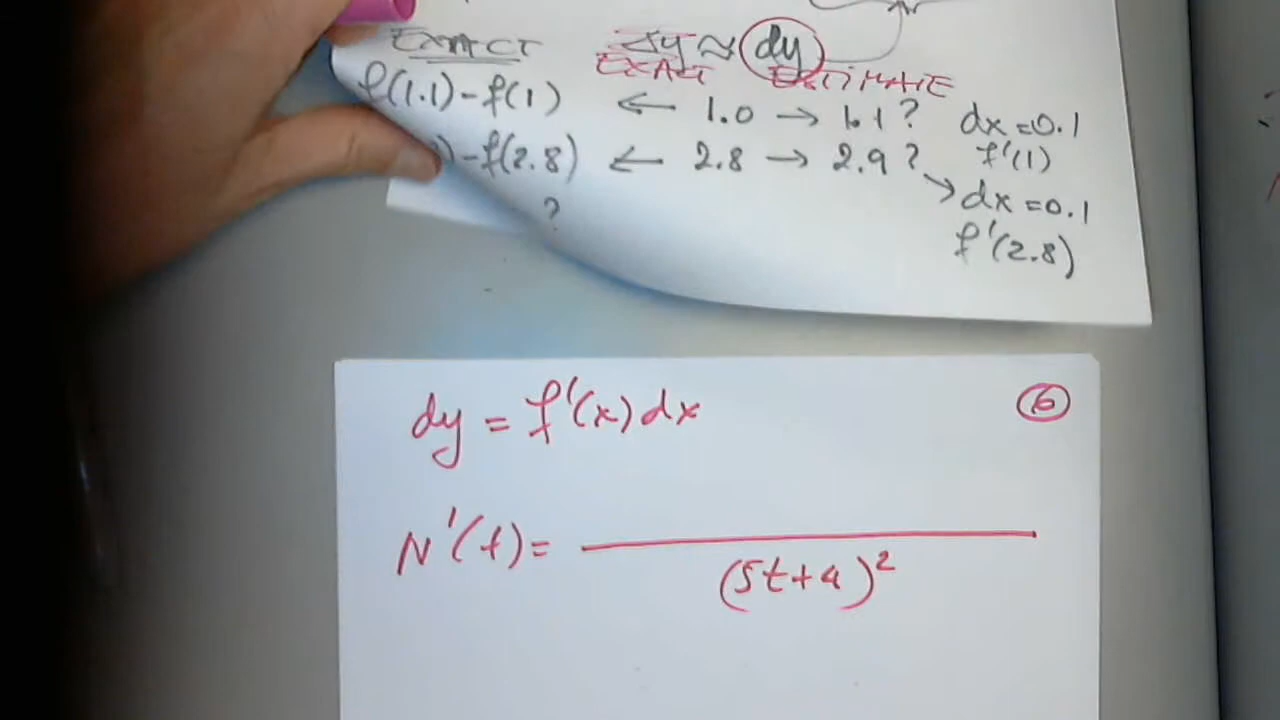 EXACT Δy ≈ dy
EXACT ESTIMATE
f(1.1)-f(1) ← 1.0 → 1.1? dx=0.1
f'(1)
)-f(2.8) ← 2.8 → 2.9? → dx=0.1
?
f'(2.8)
dy = f'(x)dx 6
N'(t)=
(5t+4)²